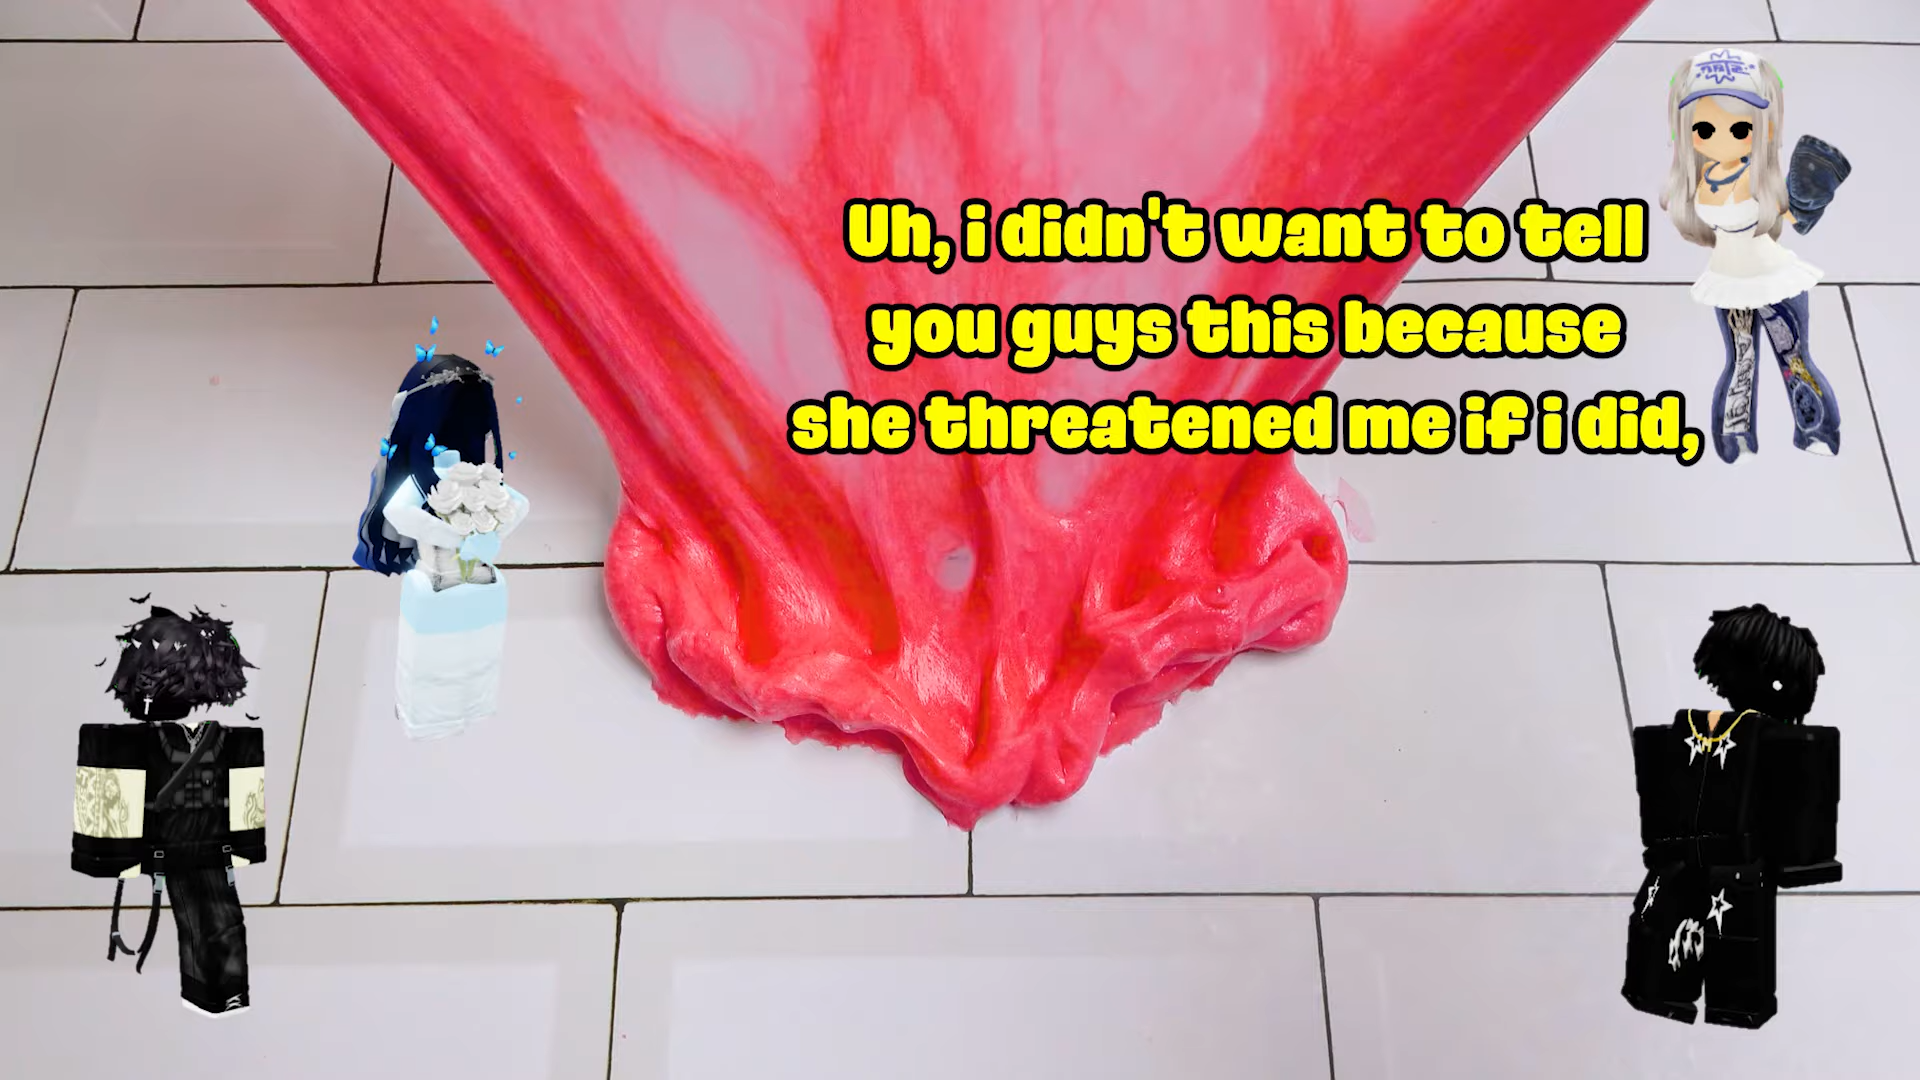 Uh, i didn't want to tell
you guys this because
she threatened me if i did,